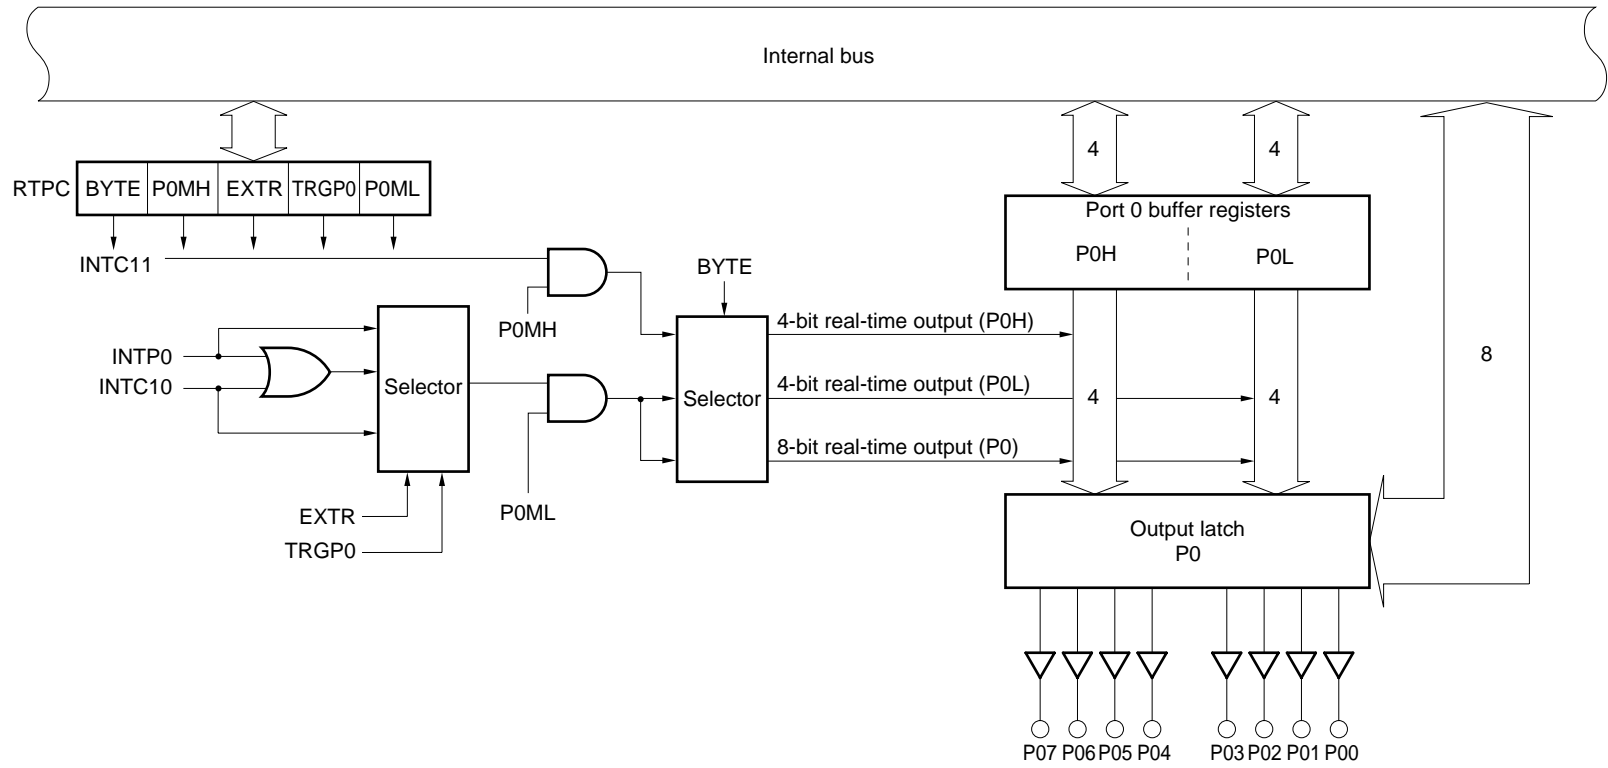 Internal bus
4
4
RTPC
BYTE
P0MH
EXTR
TRGP0
P0ML
Port 0 buffer registers
P0H
P0L
INTC11
BYTE
P0MH
4-bit real-time output (P0H)
INTP0
INTC10
Selector
Selector
4-bit real-time output (P0L)
4
4
8
8-bit real-time output (P0)
EXTR
TRGP0
P0ML
Output latch
P0
P07
P06
P05
P04
P03
P02
P01
P00